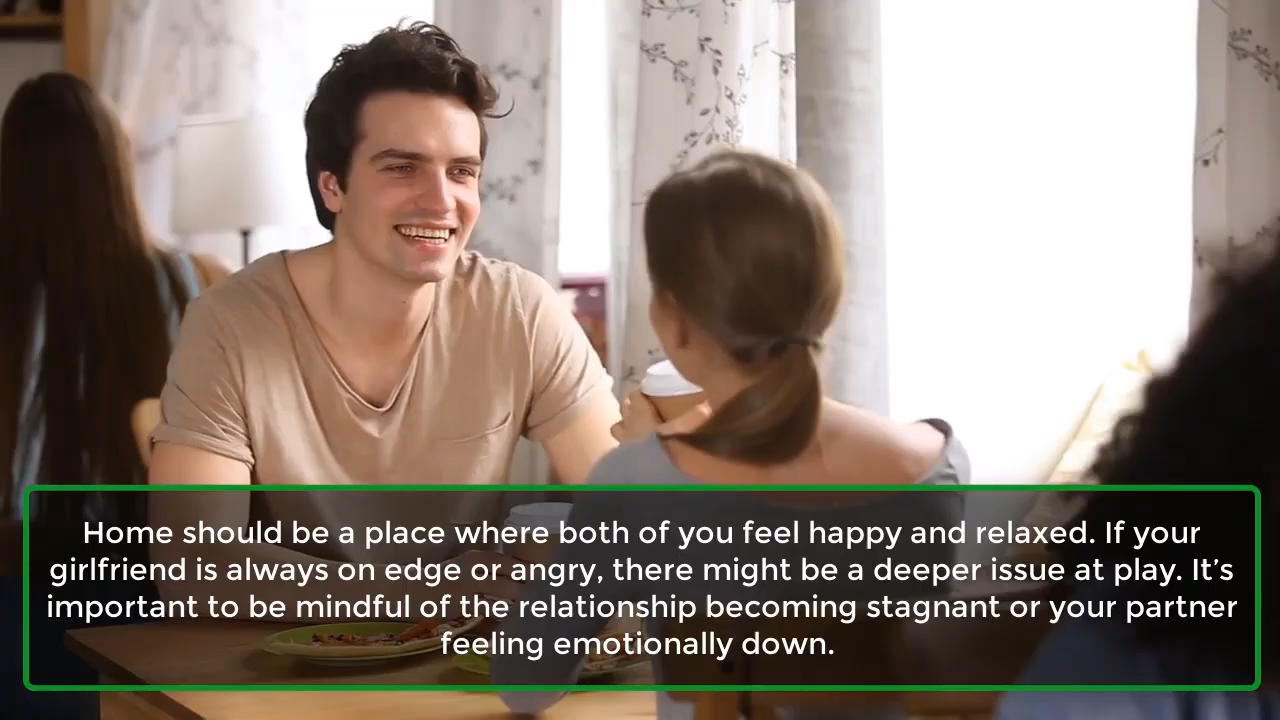 Home should be a place where both of you feel happy and relaxed. If your
girlfriend is always on edge or angry, there might be a deeper issue at play. It’s
important to be mindful of the relationship becoming stagnant or your partner
feeling emotionally down.